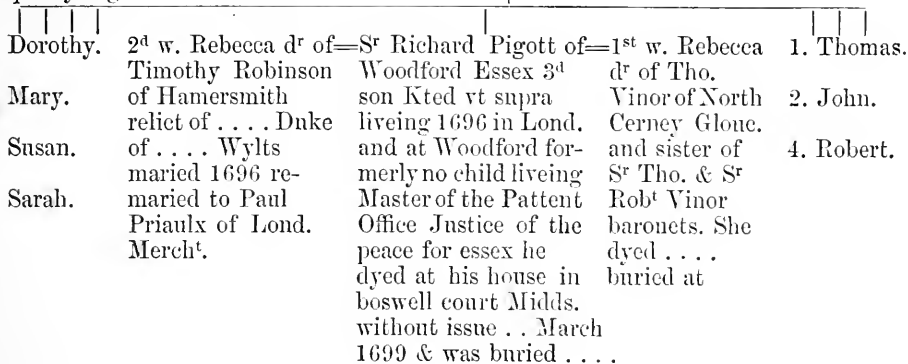 Dorothy.
Mary.
Susan.
Sarah.
2ᵈ w. Rebecca dʳ of=
Timothy Robinson
of Hamersmith
relict of . . . . Duke
of . . . . Wylts
maried 1696 re-
maried to Paul
Priaulx of Lond.
Merchᵗ.
Sʳ Richard Pigott of=
Woodford Essex 3ᵈ
son Kted vt supra
liveing 1696 in Lond.
and at Woodford for-
merly no child liveing
Master of the Pattent
Office Justice of the
peace for essex he
dyed at his house in
boswell court Midds.
without issue . . March
1699 & was buried . . . .
1ˢᵗ w. Rebecca
dʳ of Tho.
Vinor of North
Cerney Glouc.
and sister of
Sʳ Tho. & Sʳ
Robᵗ Vinor
baronets. She
dyed . . . .
buried at
1. Thomas.
2. John.
4. Robert.